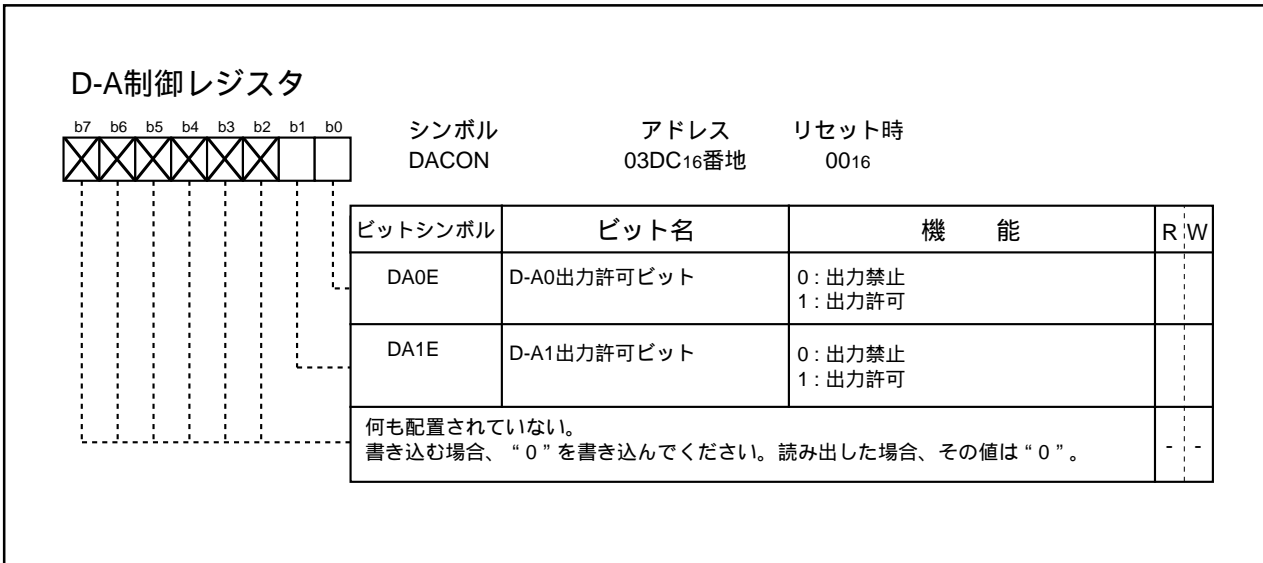 D-A制御レジスタ
b7 b6 b5 b4 b3 b2 b1 b0
シンボル アドレス リセット時
DACON 03DC16番地 0016
ビットシンボル ビット名 機 能 R W
DA0E D-A0出力許可ビット 0 : 出力禁止
1 : 出力許可
DA1E D-A1出力許可ビット 0 : 出力禁止
1 : 出力許可
何も配置されていない。
書き込む場合、“ 0 ” を書き込んでください。読み出した場合、その値は “ 0 ” 。 - -